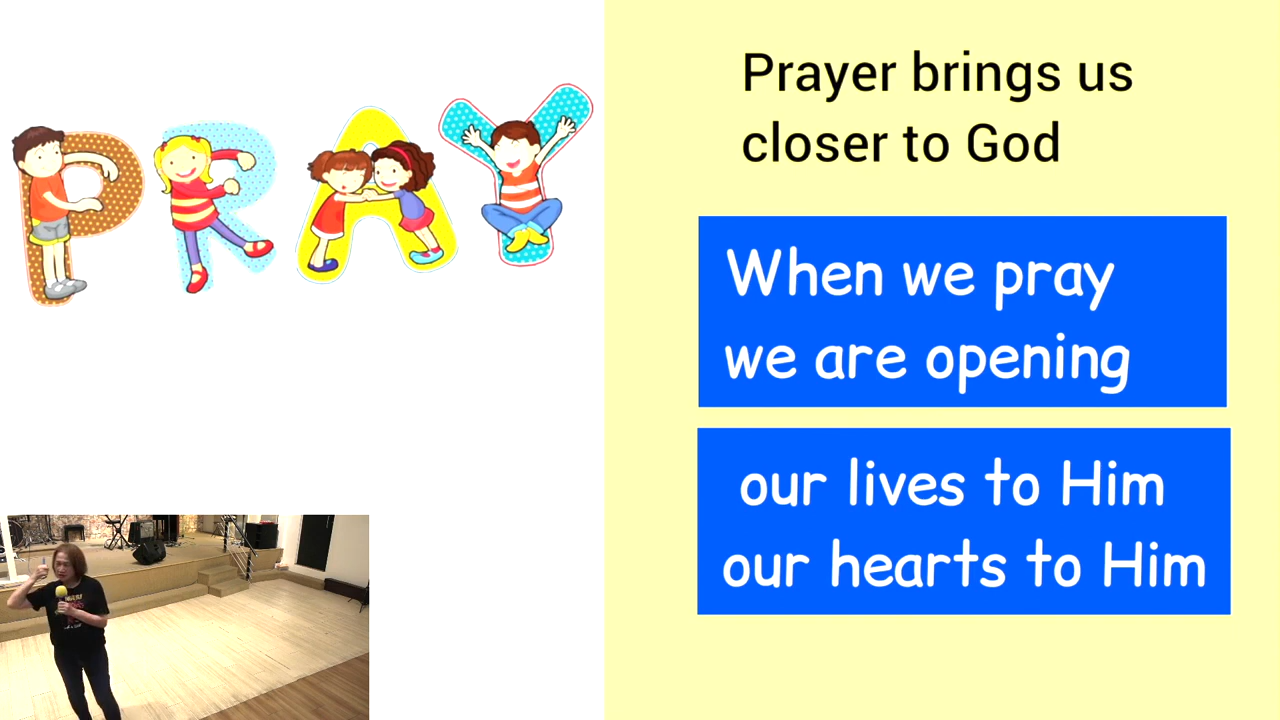 PRAY
Prayer brings us
closer to God
When we pray
we are opening
our lives to Him
our hearts to Him